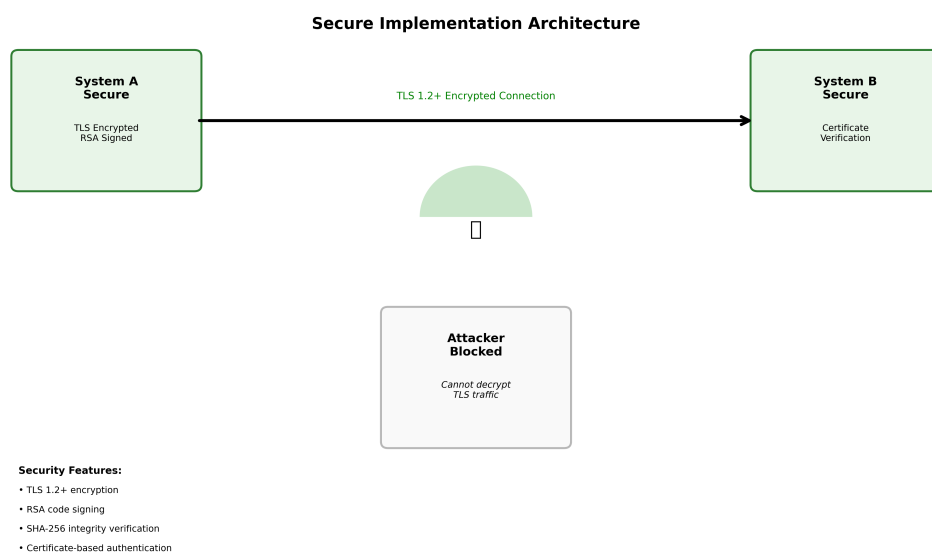 Secure Implementation Architecture
System A
Secure
TLS Encrypted
RSA Signed
TLS 1.2+ Encrypted Connection
System B
Secure
Certificate
Verification
Attacker
Blocked
Cannot decrypt
TLS traffic
Security Features:
• TLS 1.2+ encryption
• RSA code signing
• SHA-256 integrity verification
• Certificate-based authentication